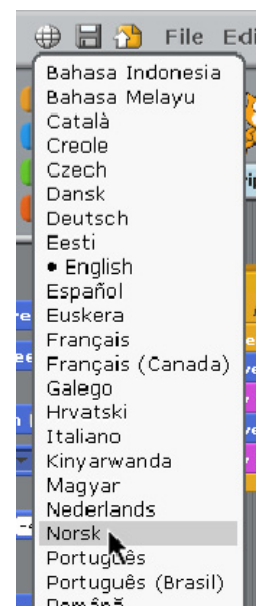 File Edi
Bahasa Indonesia
Bahasa Melayu
Català
Creole
Czech
Dansk
Deutsch
Eesti
• English
Español
Euskera
Français
Français (Canada)
Galego
Hrvatski
Italiano
Kinyarwanda
Magyar
Nederlands
Norsk
Português
Português (Brasil)